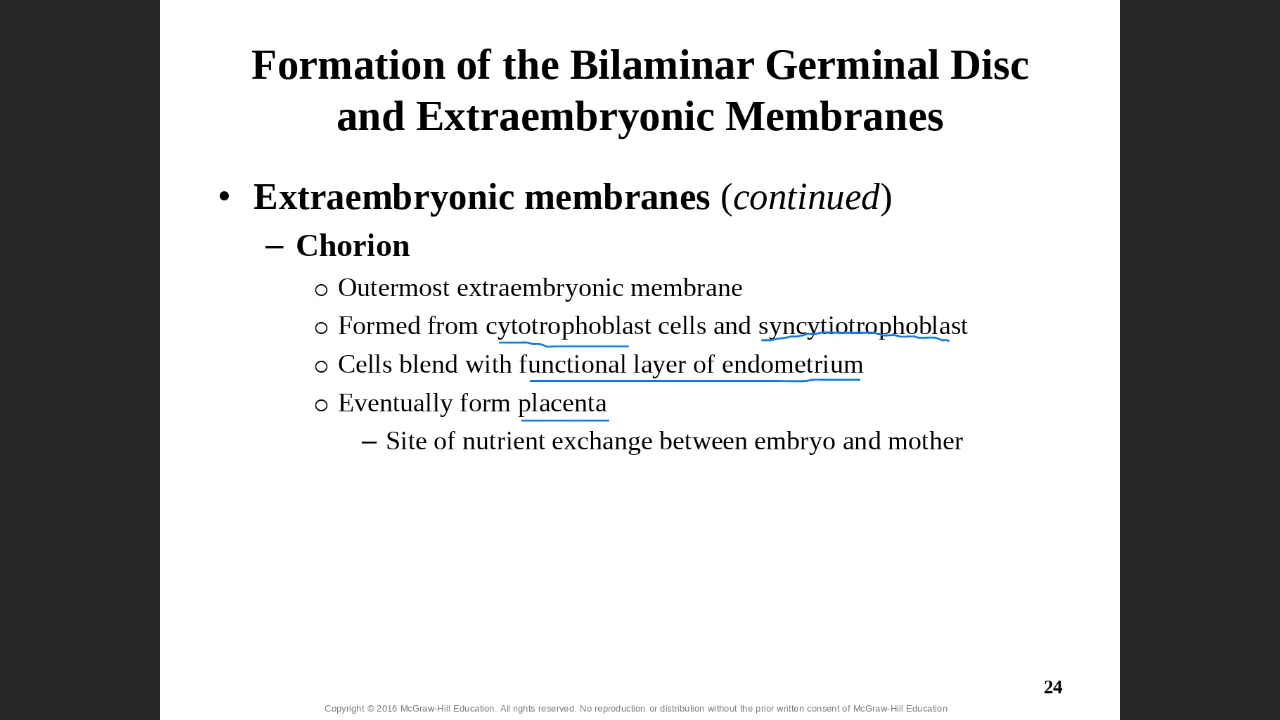 Formation of the Bilaminar Germinal Disc
and Extraembryonic Membranes
• Extraembryonic membranes (continued)
– Chorion
○ Outermost extraembryonic membrane
○ Formed from cytotrophoblast cells and syncytiotrophoblast
○ Cells blend with functional layer of endometrium
○ Eventually form placenta
– Site of nutrient exchange between embryo and mother
24
Copyright © 2016 McGraw-Hill Education. All rights reserved. No reproduction or distribution without the prior written consent of McGraw-Hill Education